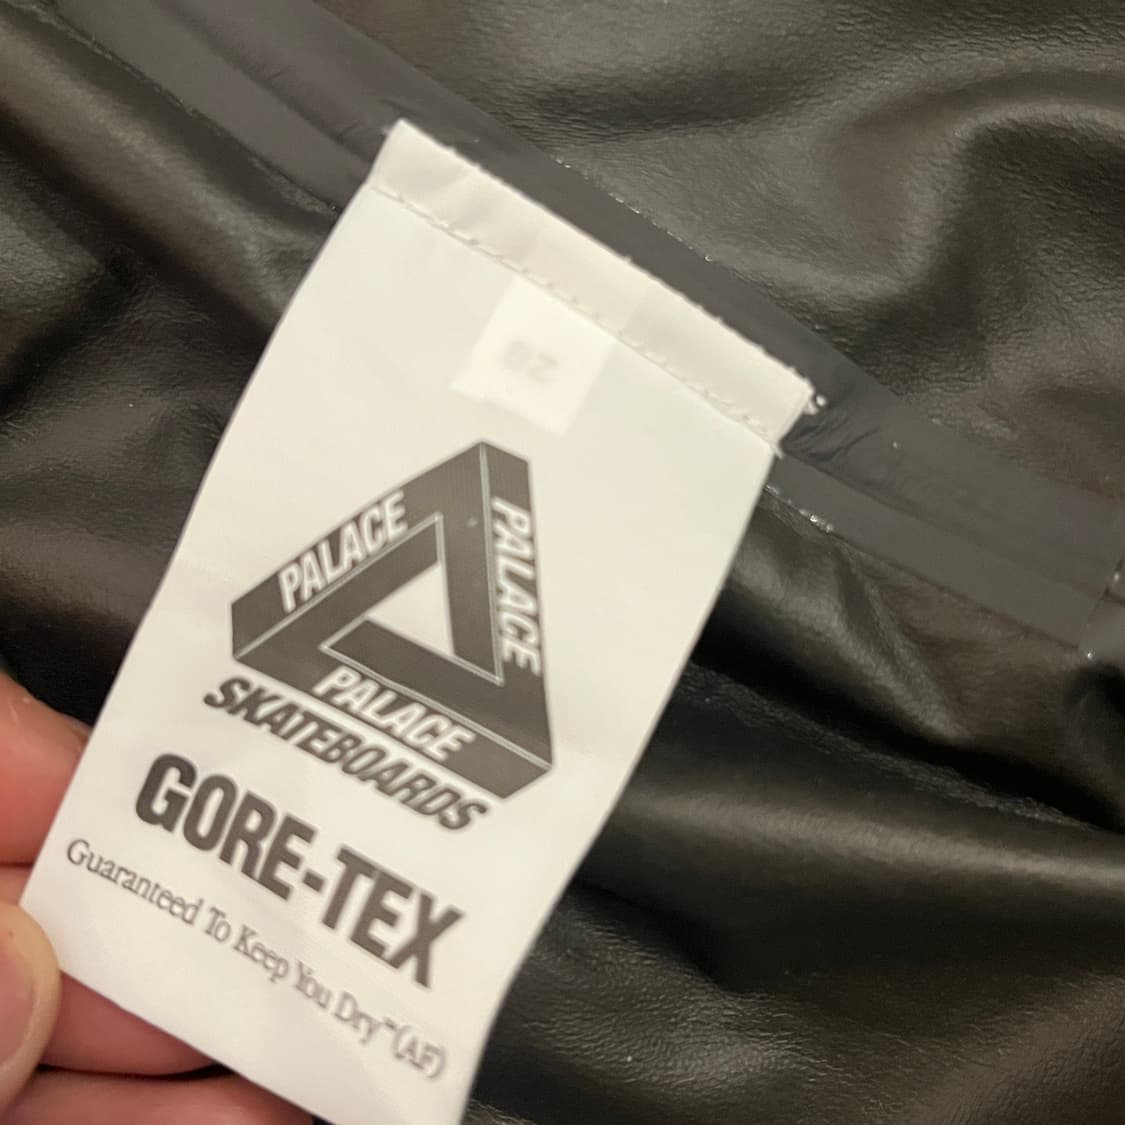 PALACE
PALACE
PALACE
SKATEBOARDS
GORE-TEX
Guaranteed To Keep You Dry™(AF)